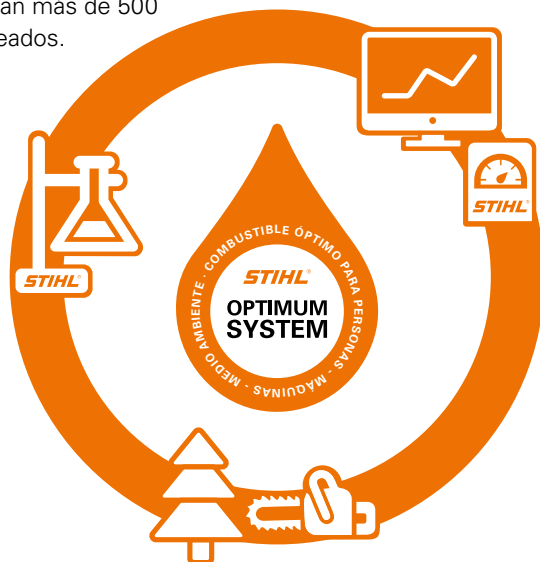 an más de 500
eados.
STIHL
STIHL
COMBUSTIBLE ÓPTIMO PARA PERSONAS - MÁQUINAS - MEDIO AMBIENTE -
STIHL
OPTIMUM
SYSTEM